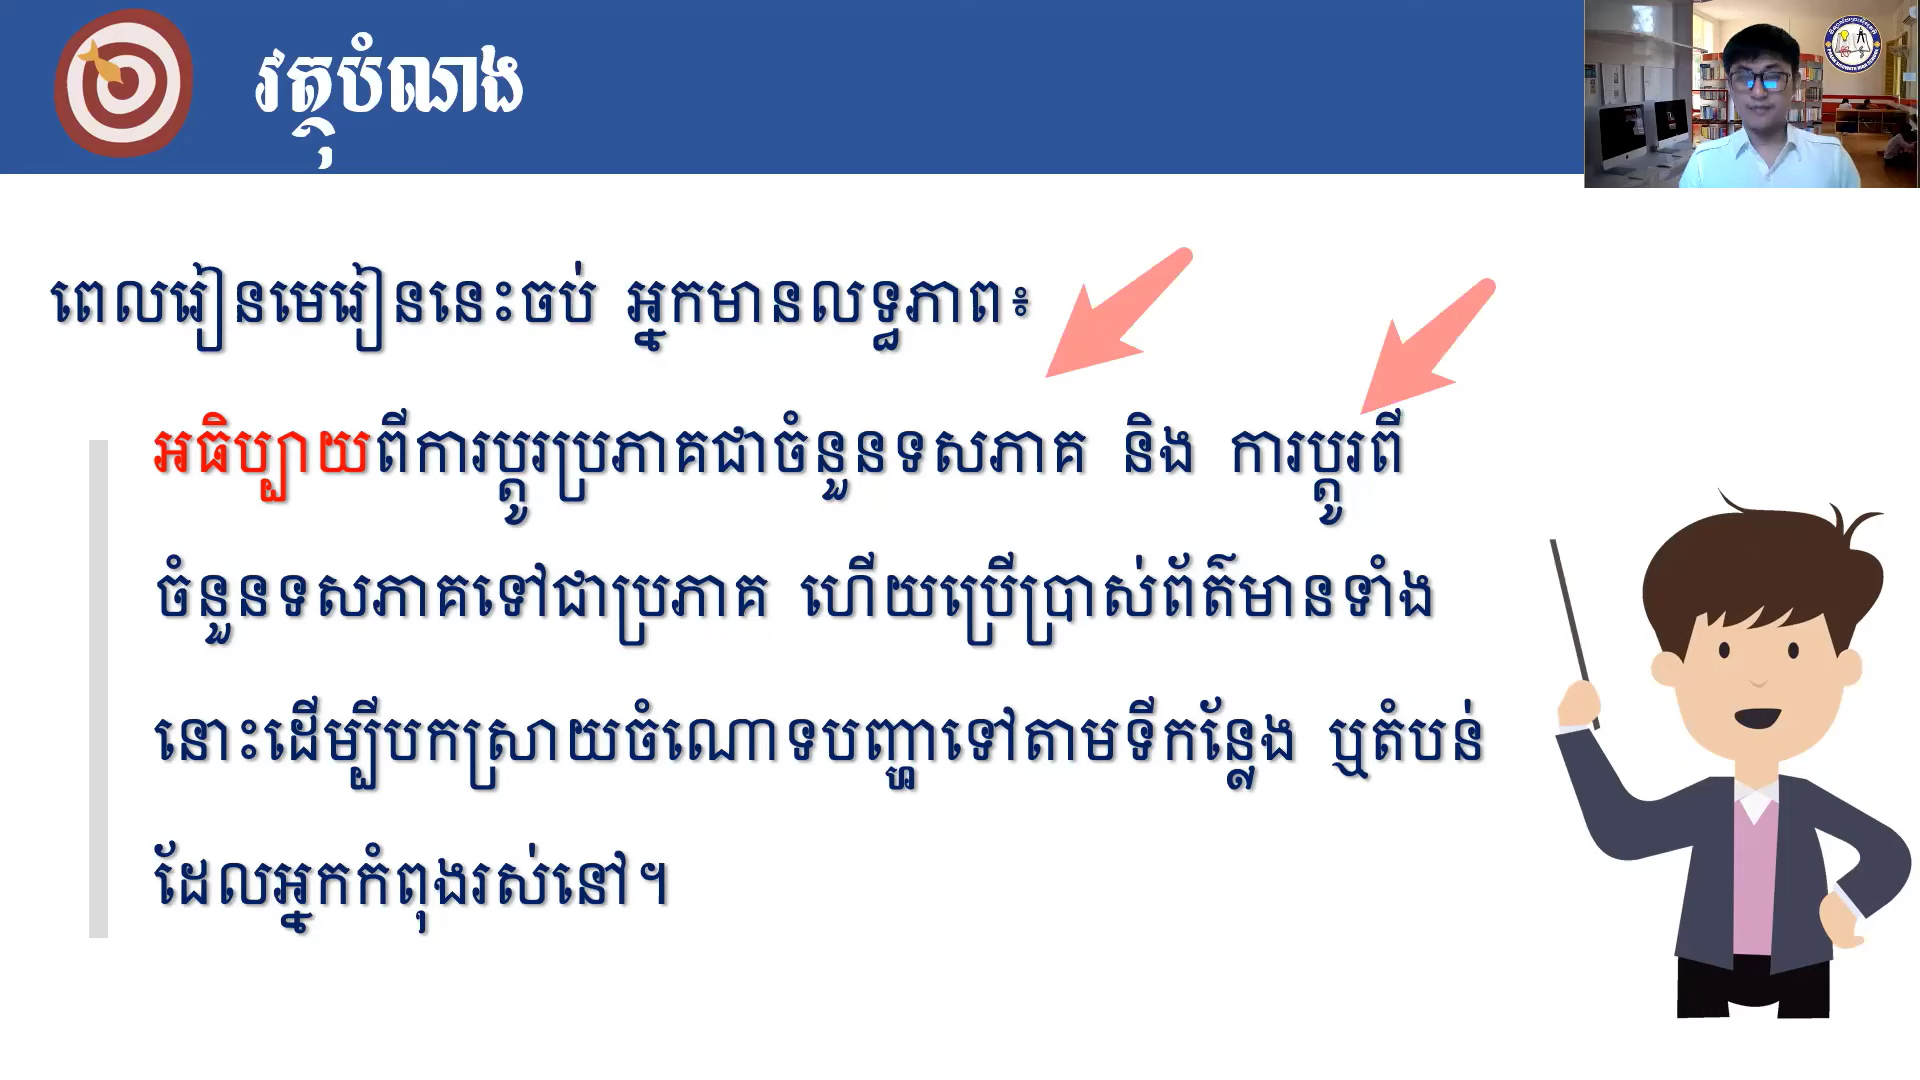 វត្ថុបំណង
ពេលរៀនមេរៀននេះចប់ អ្នកមានលទ្ធភាព៖
អធិប្បាយពីការប្ដូរប្រភាគជាចំនួនទសភាគ និង ការប្ដូរពី
ចំនួនទសភាគទៅជាប្រភាគ ហើយប្រើប្រាស់ព័ត៌មានទាំង
នោះដើម្បីបកស្រាយចំណោទបញ្ហាទៅតាមទីកន្លែង ឬតំបន់
ដែលអ្នកកំពុងរស់នៅ។